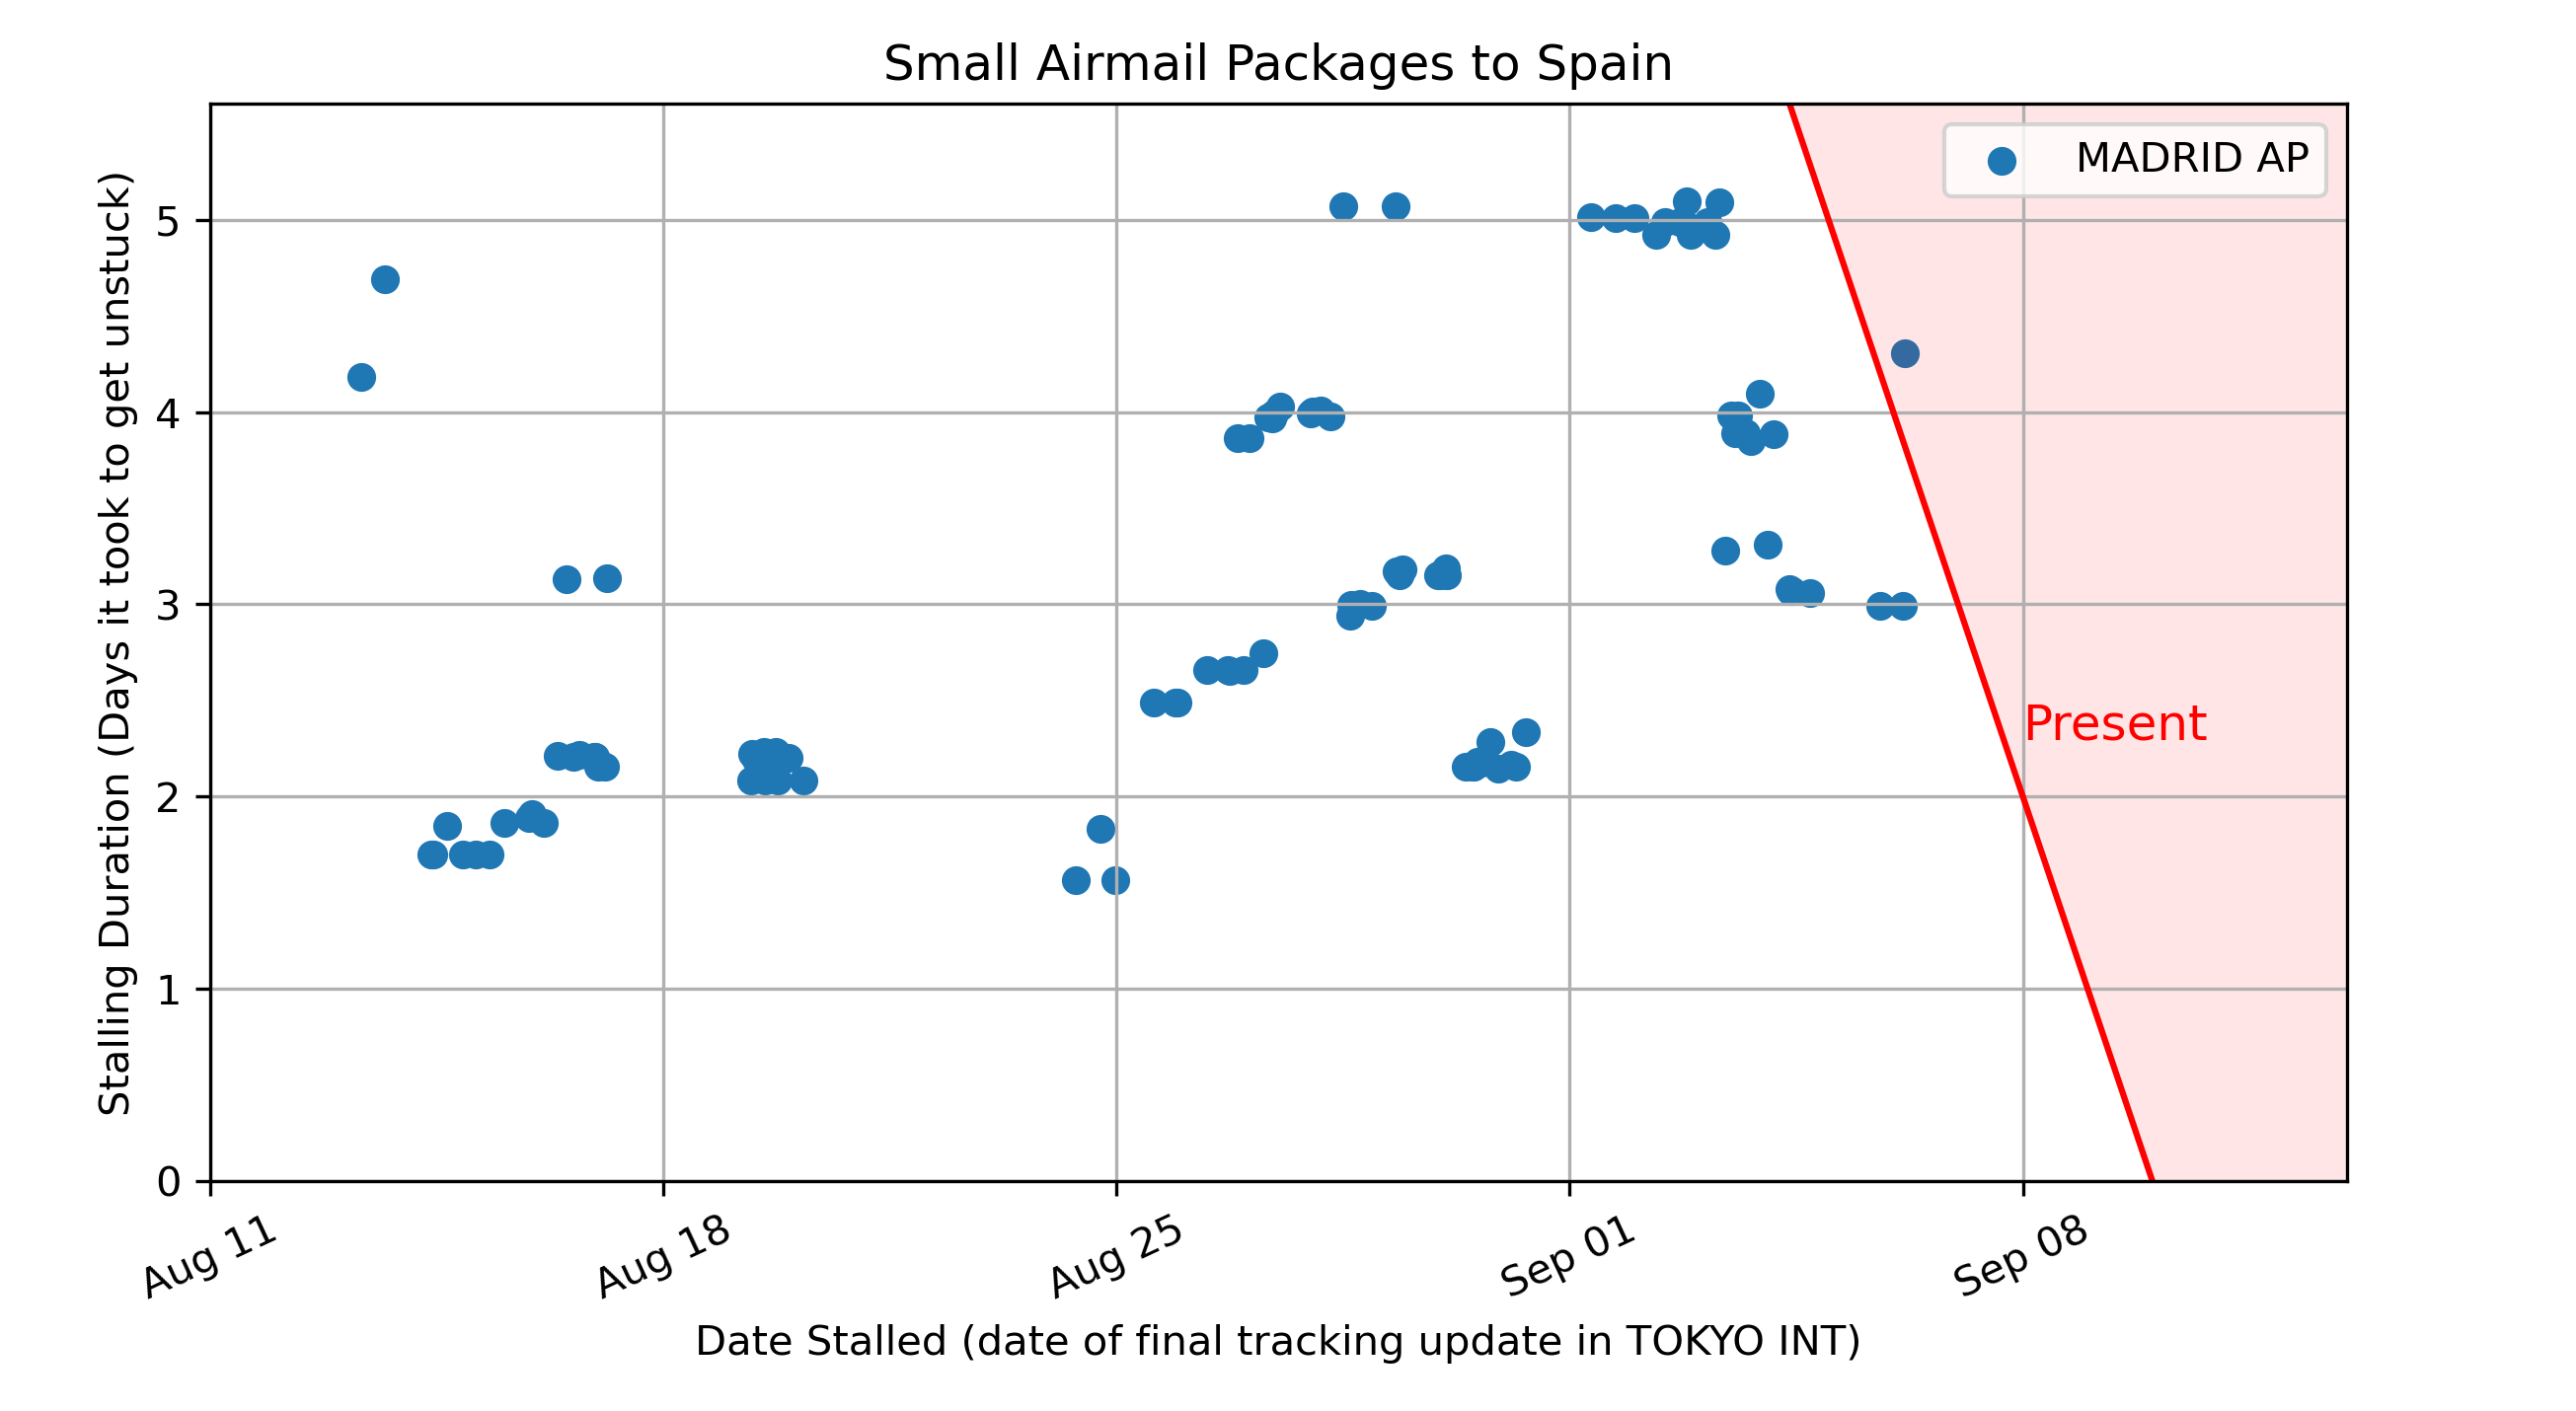 Small Airmail Packages to Spain
MADRID AP
Stalling Duration (Days it took to get unstuck)
5
4
3
2
1
0
Present
Aug 11
Aug 18
Aug 25
Sep 01
Sep 08
Date Stalled (date of final tracking update in TOKYO INT)